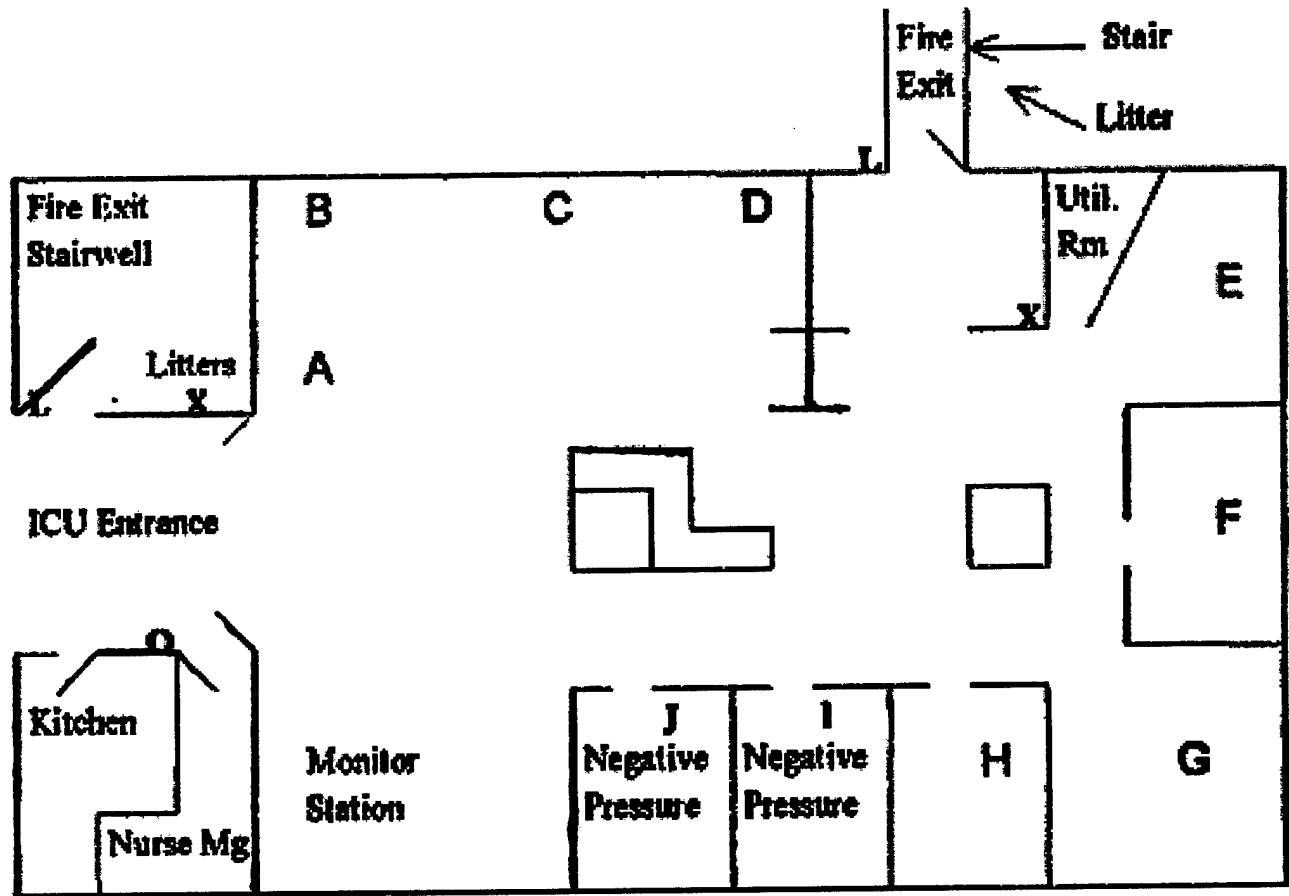 Fire
Exit
Stair
Litter
L
Fire Exit
Stairwell
B
C
D
Util.
Rm
E
X
Litters
A
L
X
ICU Entrance
F
O
Kitchen
Monitor
Station
J
Negative
Pressure
I
Negative
Pressure
H
G
Nurse Mg